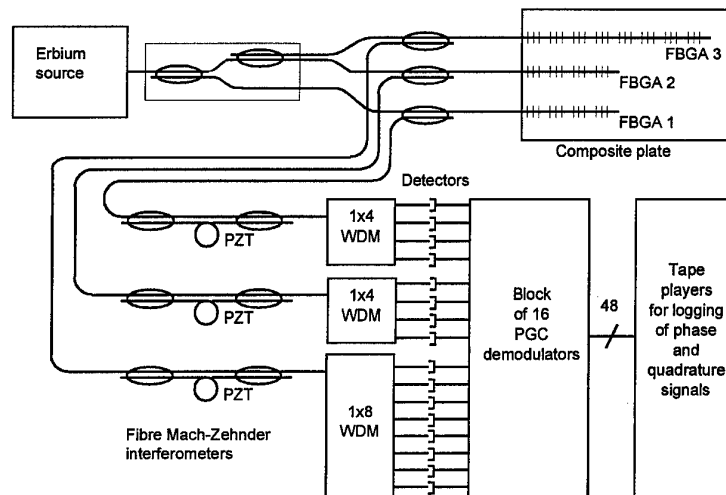 Erbium
source
FBGA 3
FBGA 2
FBGA 1
Composite plate
Detectors
PZT
1x4
WDM
PZT
1x4
WDM
PZT
1x8
WDM
Fibre Mach-Zehnder
interferometers
Block
of 16
PGC
demodulators
48
Tape
players
for logging
of phase
and
quadrature
signals